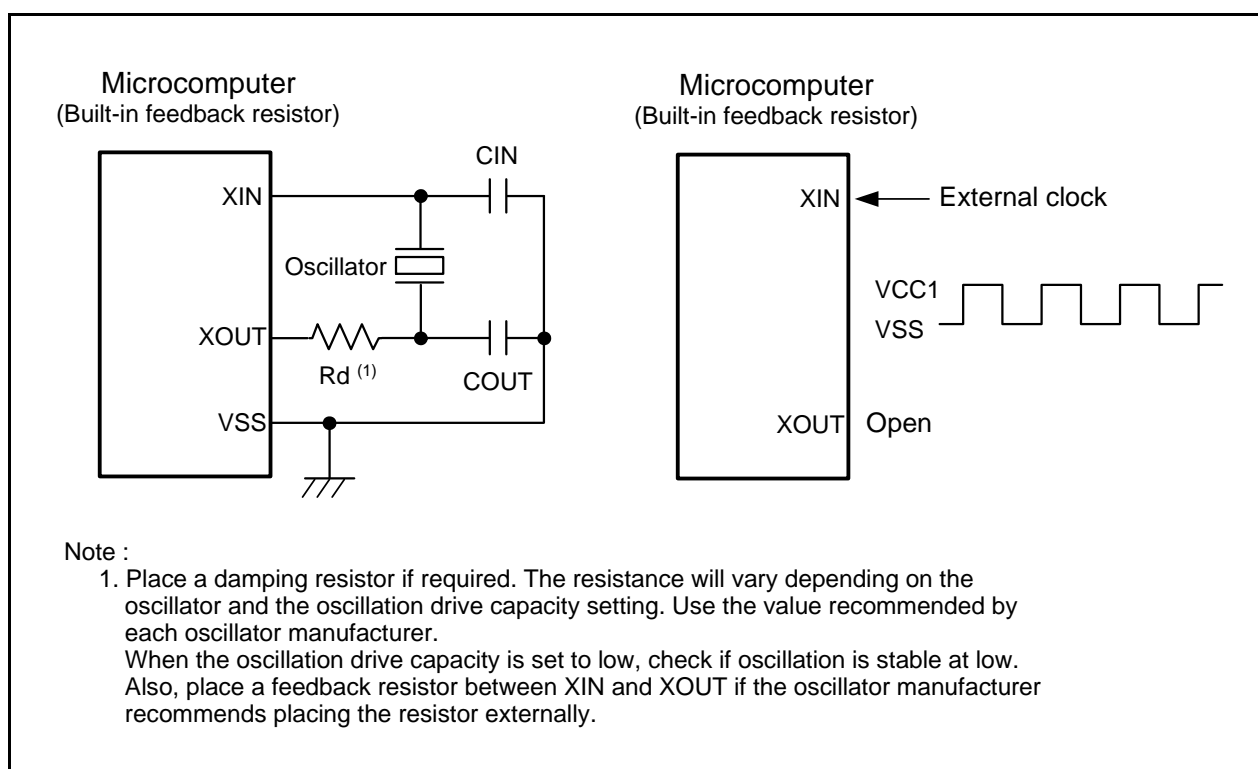 Microcomputer
(Built-in feedback resistor)
XIN
CIN
Oscillator
XOUT
Rd (1)
COUT
VSS
Microcomputer
(Built-in feedback resistor)
XIN
External clock
VCC1
VSS
XOUT
Open
Note :
1. Place a damping resistor if required. The resistance will vary depending on the
oscillator and the oscillation drive capacity setting. Use the value recommended by
each oscillator manufacturer.
When the oscillation drive capacity is set to low, check if oscillation is stable at low.
Also, place a feedback resistor between XIN and XOUT if the oscillator manufacturer
recommends placing the resistor externally.